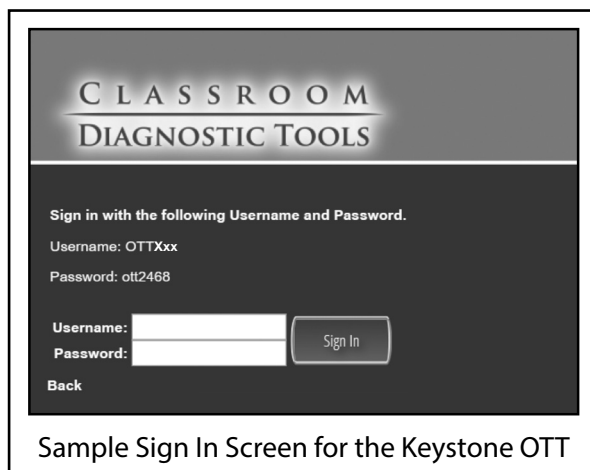 CLASSROOM
DIAGNOSTIC TOOLS
Sign in with the following Username and Password.
Username: OTTXxx
Password: ott2468
Username:
Sign In
Password:
Back
Sample Sign In Screen for the Keystone OTT